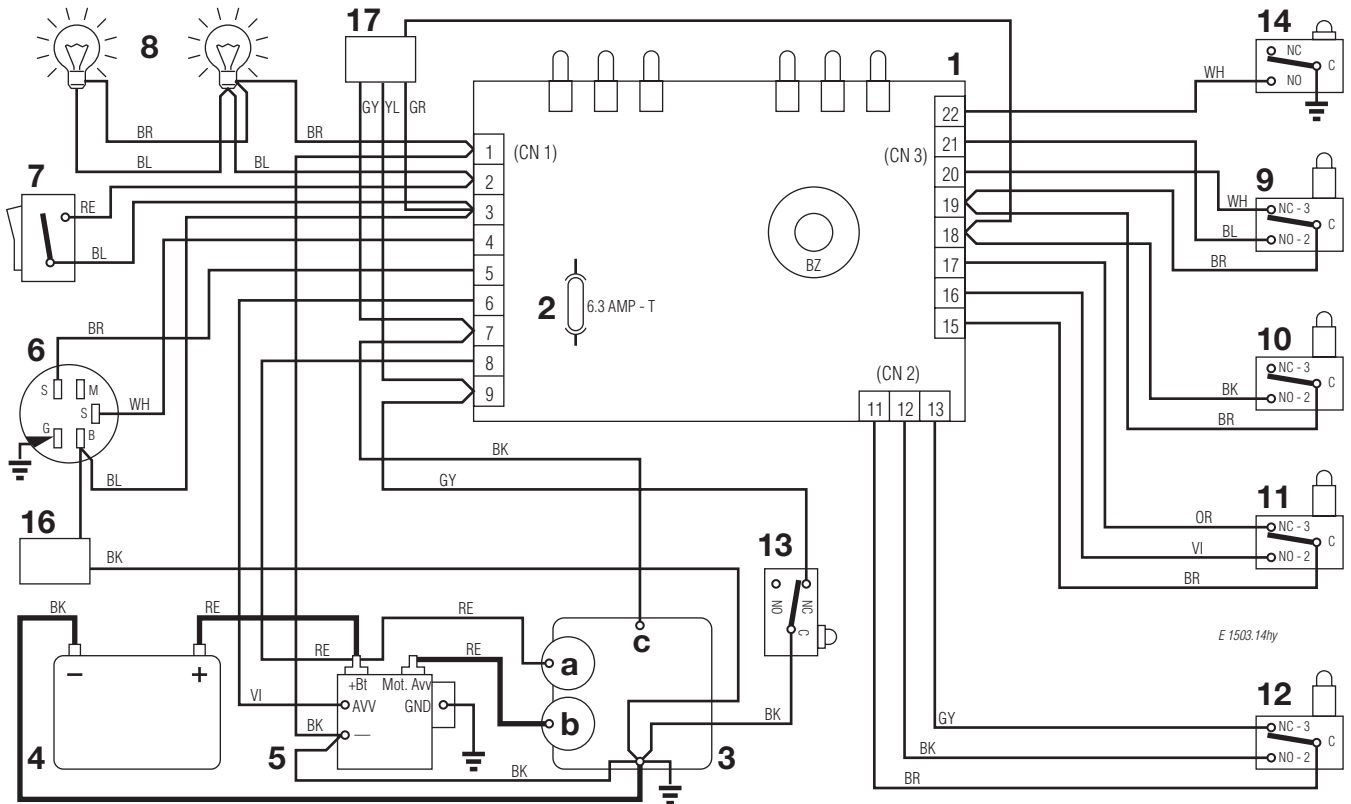 8
17
1
14
NC
C
NO
WH
GY
YL
GR
BR
BR
BL
BL
1
(CN 1)
2
3
4
5
6
7
8
9
22
21
20
19
18
17
16
15
(CN 3)
BZ
2
6.3 AMP - T
(CN 2)
11
12
13
7
RE
BL
9
WH
NC - 3
C
BL
NO - 2
BR
6
BR
S
M
S
WH
G
B
BL
10
NC - 3
C
BK
NO - 2
BR
BK
GY
16
BK
11
OR
NC - 3
C
VI
NO - 2
BR
13
NO
NC
C
BK
BK
RE
4
−
+
RE
RE
RE
+Bt
Mot. Avv
AVV
GND
VI
BK
—
5
BK
a
b
c
3
E 1503.14hy
12
GY
NC - 3
C
BK
NO - 2
BR